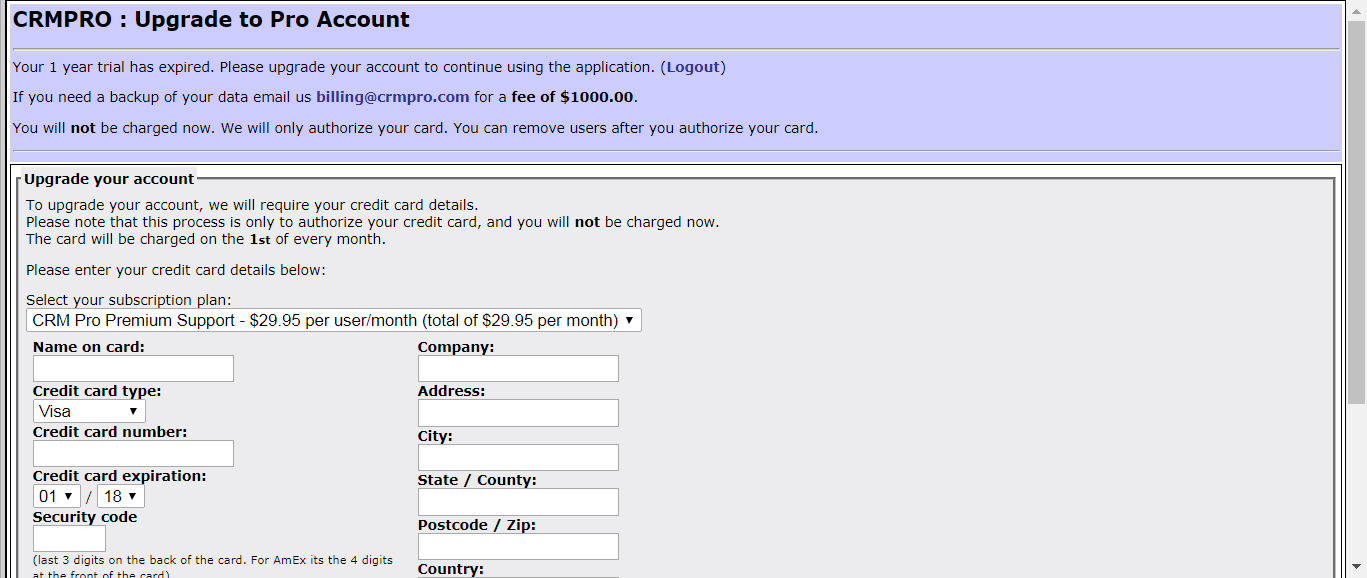 CRMPRO : Upgrade to Pro Account
Your 1 year trial has expired. Please upgrade your account to continue using the application. (Logout)
If you need a backup of your data email us billing@crmpro.com for a fee of $1000.00.
You will not be charged now. We will only authorize your card. You can remove users after you authorize your card.
Upgrade your account
To upgrade your account, we will require your credit card details.
Please note that this process is only to authorize your credit card, and you will not be charged now.
The card will be charged on the 1st of every month.
Please enter your credit card details below:
Select your subscription plan:
CRM Pro Premium Support - $29.95 per user/month (total of $29.95 per month)
Name on card:
Credit card type:
Visa
Credit card number:
Credit card expiration:
01 / 18
Security code
(last 3 digits on the back of the card. For AmEx its the 4 digits
at the front of the card)
Company:
Address:
City:
State / County:
Postcode / Zip:
Country: